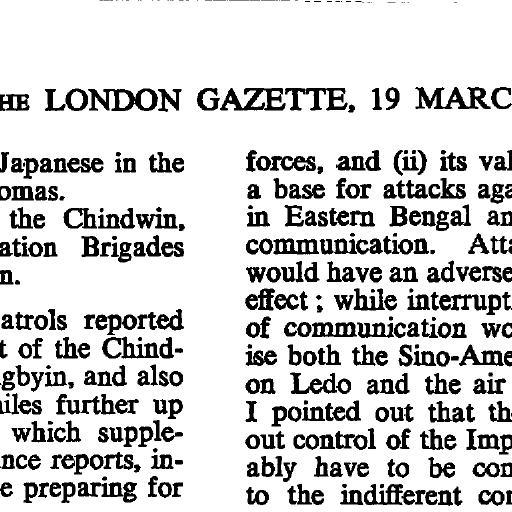 HE LONDON GAZETTE, 19 MARC
Japanese in the
omas.
the Chindwin,
ation Brigades
n.
atrols reported
t of the Chind-
gbyin, and also
iles further up
which supple-
nce reports, in-
e preparing for
forces, and (ii) its val
a base for attacks aga
in Eastern Bengal an
communication. Atta
would have an adverse
effect ; while interrupt
of communication wo
ise both the Sino-Ame
on Ledo and the air
I pointed out that th
out control of the Imp
ably have to be con
to the indifferent con